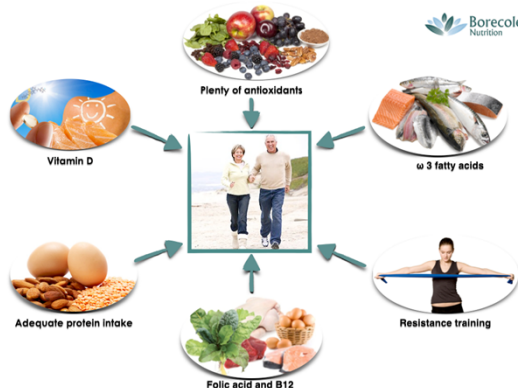 Borecole
Nutrition
Plenty of antioxidants
Vitamin D
ω 3 fatty acids
Adequate protein intake
Resistance training
Folic acid and B12